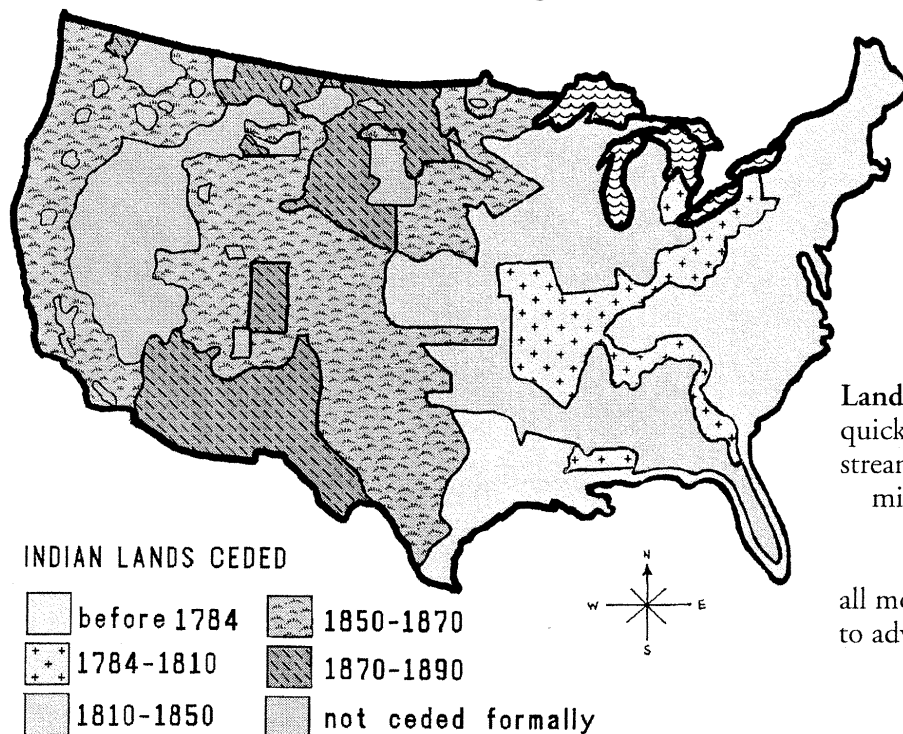 Land
quick
strear
mi
all mo
to adv
INDIAN LANDS CEDED
before 1784
1784-1810
1810-1850
1850-1870
1870-1890
not ceded formally
N
W E
S